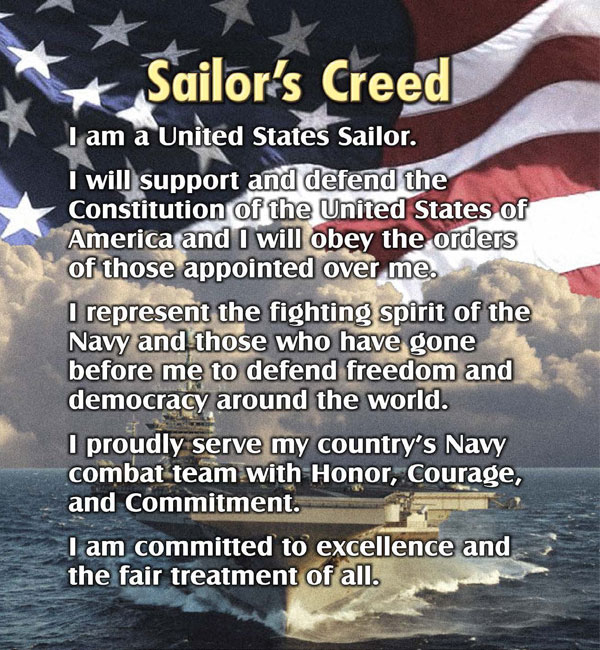 Sailor's Creed
I am a United States Sailor.
I will support and defend the
Constitution of the United States of
America and I will obey the orders
of those appointed over me.
I represent the fighting spirit of the
Navy and those who have gone
before me to defend freedom and
democracy around the world.
I proudly serve my country's Navy
combat team with Honor, Courage,
and Commitment.
I am committed to excellence and
the fair treatment of all.